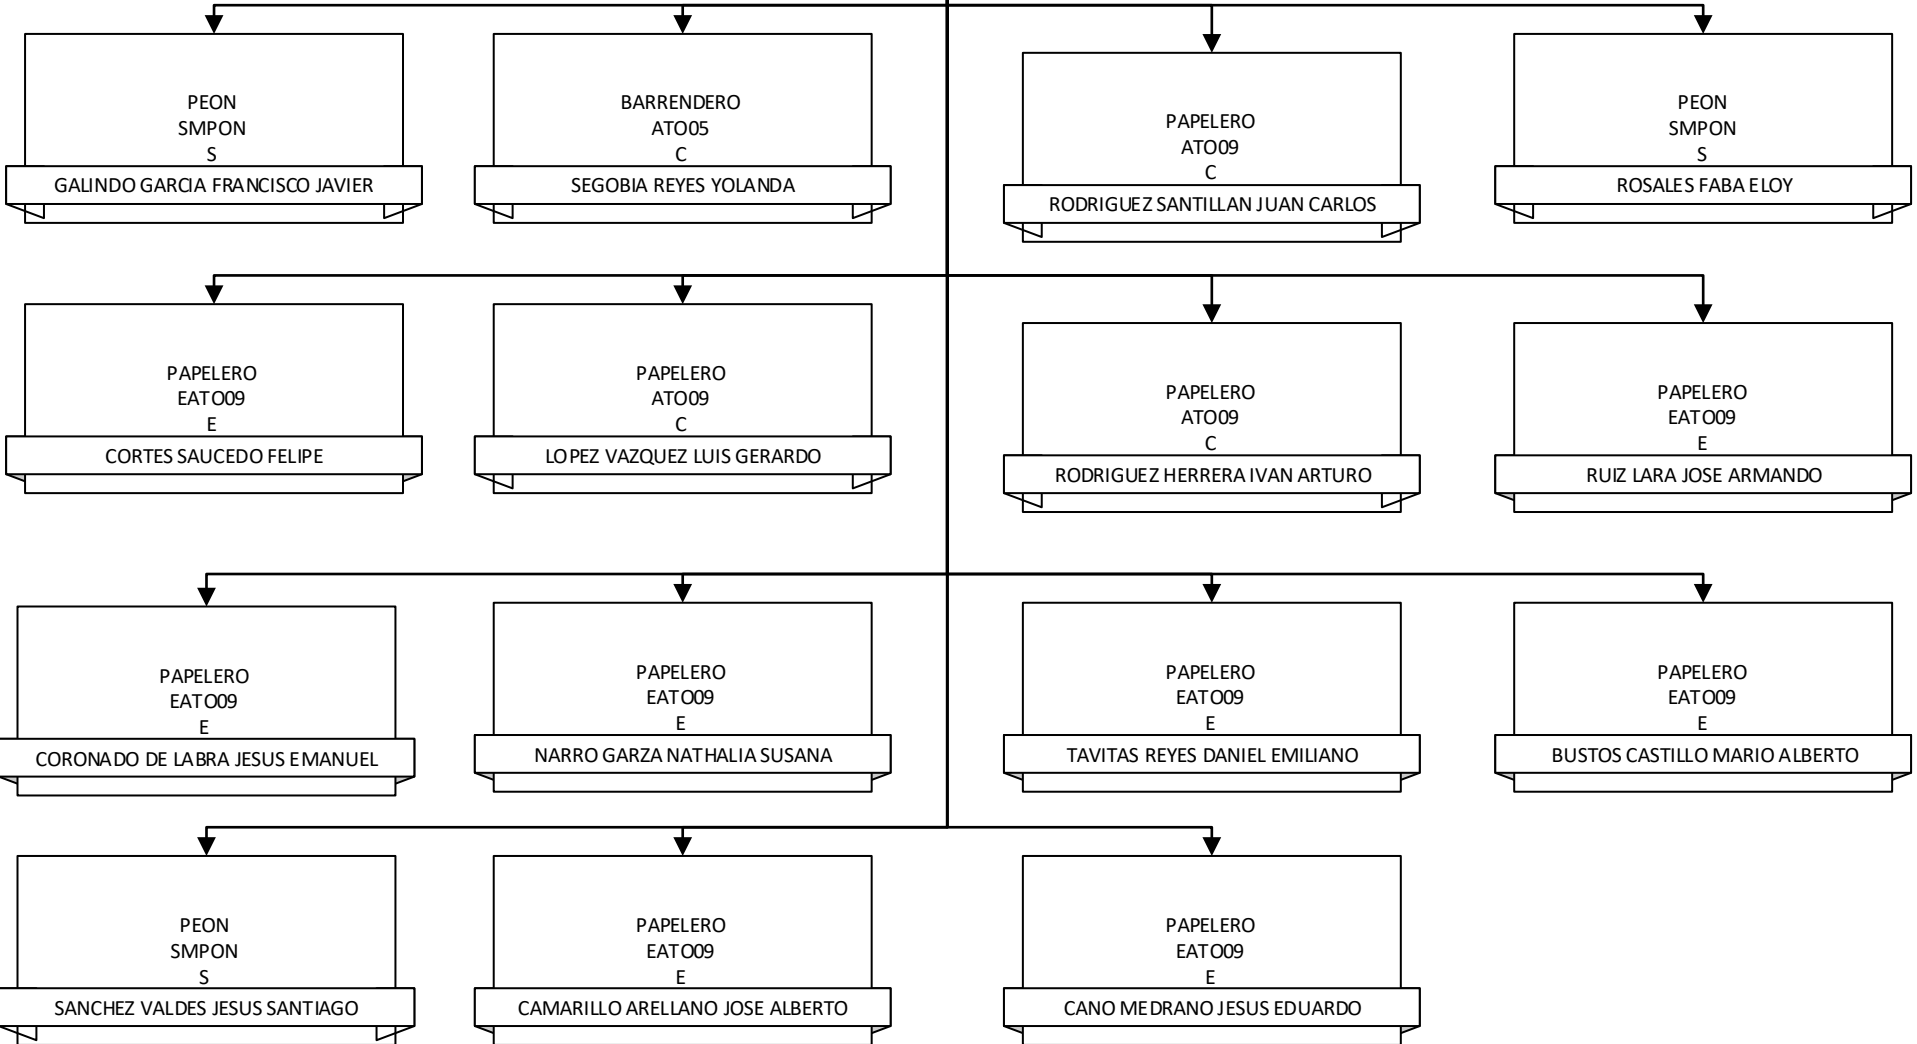 PEON
SMPON
S
GALINDO GARCIA FRANCISCO JAVIER
BARRENDERO
ATO05
C
SEGOBIA REYES YOLANDA
PAPELERO
ATO09
C
RODRIGUEZ SANTILLAN JUAN CARLOS
PEON
SMPON
S
ROSALES FABA ELOY
PAPELERO
EATO09
E
CORTES SAUCEDO FELIPE
PAPELERO
ATO09
C
LOPEZ VAZQUEZ LUIS GERARDO
PAPELERO
ATO09
C
RODRIGUEZ HERRERA IVAN ARTURO
PAPELERO
EATO09
E
RUIZ LARA JOSE ARMANDO
PAPELERO
EATO09
E
CORONADO DE LABRA JESUS EMANUEL
PAPELERO
EATO09
E
NARRO GARZA NATHALIA SUSANA
PAPELERO
EATO09
E
TAVITAS REYES DANIEL EMILIANO
PAPELERO
EATO09
E
BUSTOS CASTILLO MARIO ALBERTO
PEON
SMPON
S
SANCHEZ VALDES JESUS SANTIAGO
PAPELERO
EATO09
E
CAMARILLO ARELLANO JOSE ALBERTO
PAPELERO
EATO09
E
CANO MEDRANO JESUS EDUARDO